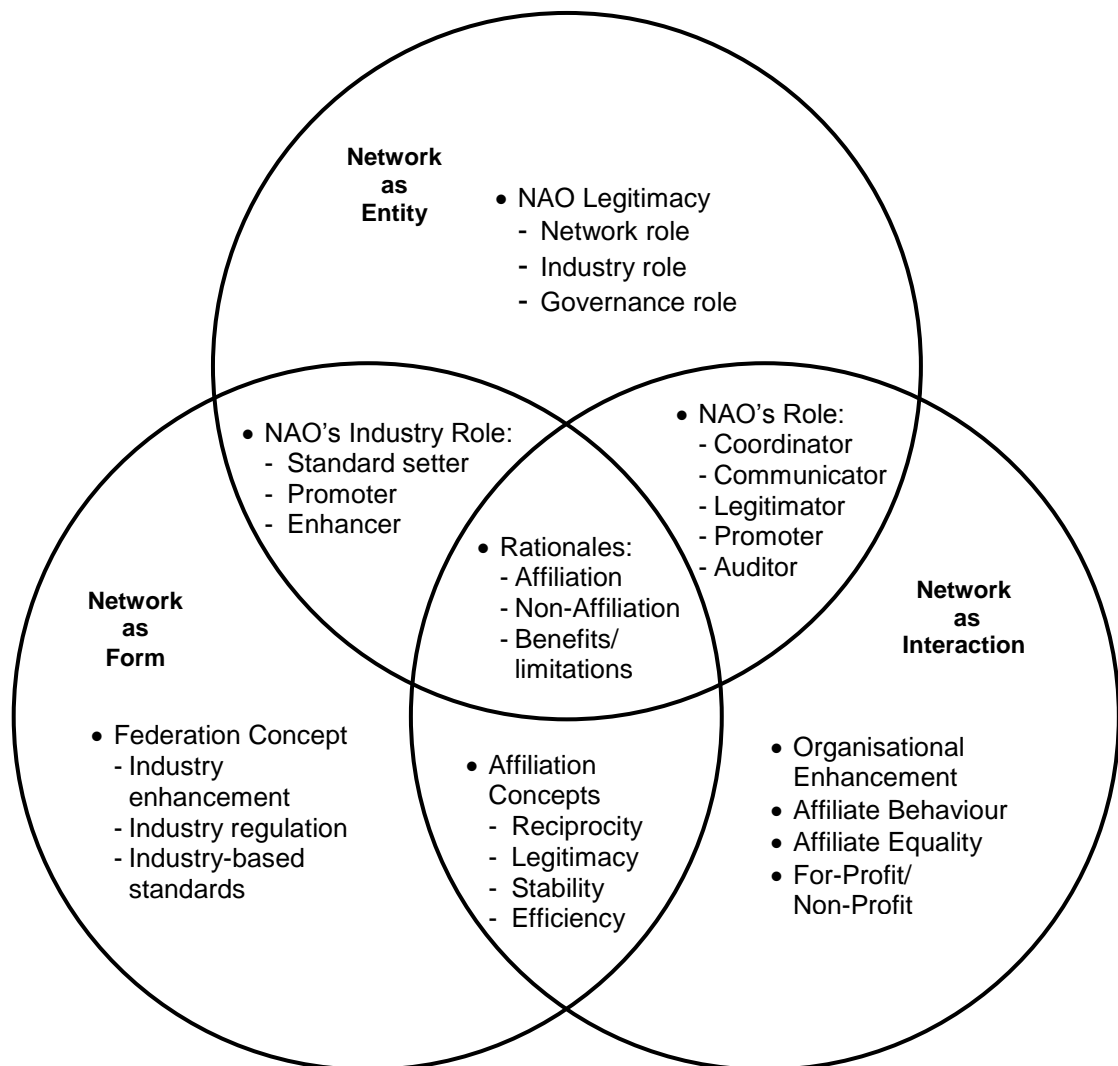 Network
as
Entity
• NAO Legitimacy
- Network role
- Industry role
- Governance role
• NAO’s Industry Role:
- Standard setter
- Promoter
- Enhancer
• NAO’s Role:
- Coordinator
- Communicator
- Legitimator
- Promoter
- Auditor
• Rationales:
- Affiliation
- Non-Affiliation
- Benefits/
limitations
Network
as
Form
Network
as
Interaction
• Federation Concept
- Industry
enhancement
- Industry regulation
- Industry-based
standards
• Affiliation
Concepts
- Reciprocity
- Legitimacy
- Stability
- Efficiency
• Organisational
Enhancement
• Affiliate Behaviour
• Affiliate Equality
• For-Profit/
Non-Profit